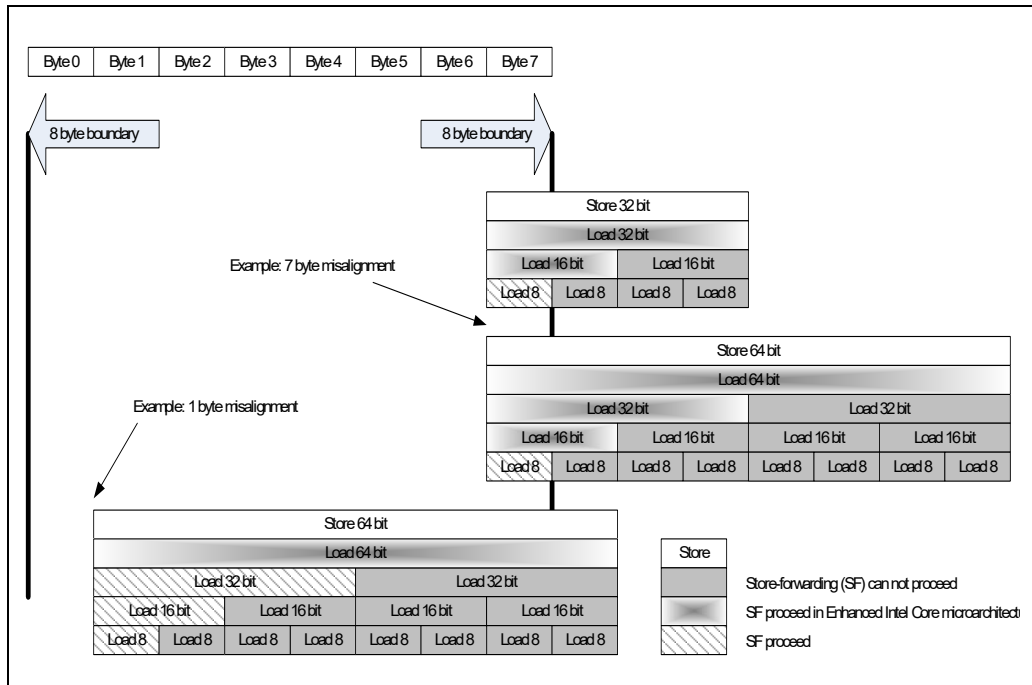 Byte 0 Byte 1 Byte 2 Byte 3 Byte 4 Byte 5 Byte 6 Byte 7
8 byte boundary 8 byte boundary
Store 32 bit
Load 32 bit
Example: 7 byte misalignment
Load 16 bit Load 16 bit
Load 8 Load 8 Load 8 Load 8
Store 64 bit
Load 64 bit
Example: 1 byte misalignment
Load 32 bit Load 32 bit
Load 16 bit Load 16 bit Load 16 bit Load 16 bit
Load 8 Load 8 Load 8 Load 8 Load 8 Load 8 Load 8 Load 8
Store 64 bit
Load 64 bit
Load 32 bit Load 32 bit
Load 16 bit Load 16 bit Load 16 bit Load 16 bit
Load 8 Load 8 Load 8 Load 8 Load 8 Load 8 Load 8 Load 8
Store
Store-forwarding (SF) can not proceed
SF proceed in Enhanced Intel Core microarchitectu
SF proceed